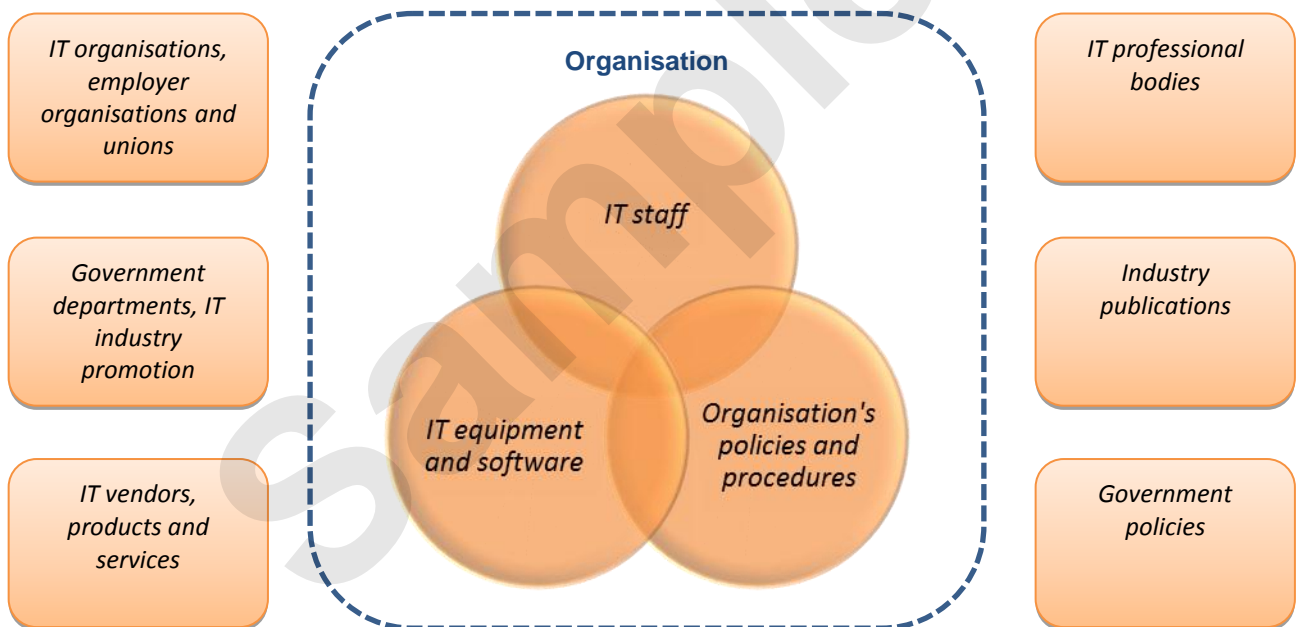 IT organisations,
employer
organisations and
unions
Government
departments, IT
industry
promotion
IT vendors,
products and
services
Organisation
IT staff
IT equipment
and software
Organisation's
policies and
procedures
IT professional
bodies
Industry
publications
Government
policies
Sample